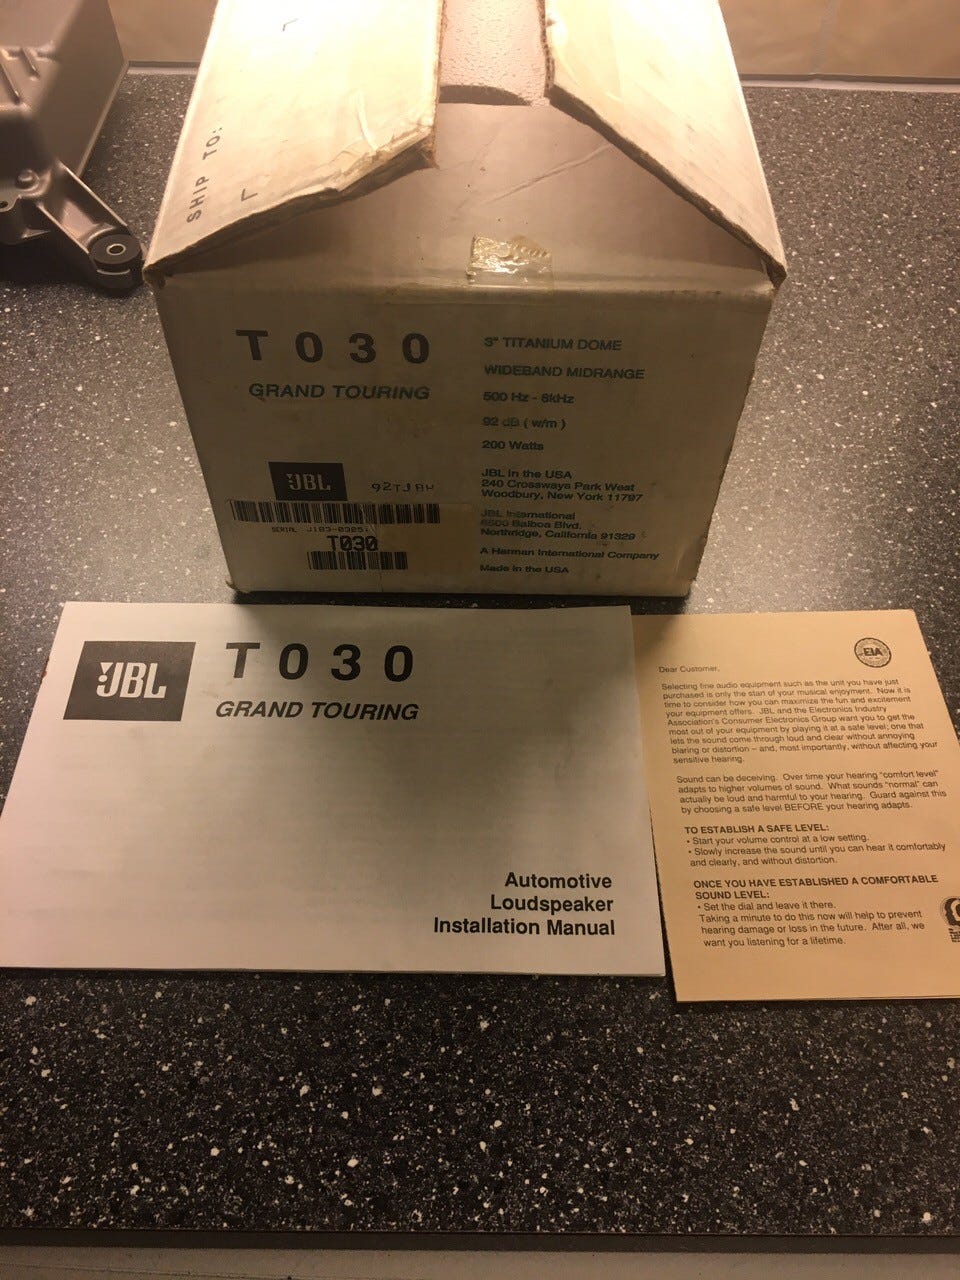 SHIP TO:
T030
GRAND TOURING
3" TITANIUM DOME
WIDEBAND MIDRANGE
500 Hz - 6kHz
92 dB ( w/m )
200 Watts
JBL in the USA
240 Crossways Park West
Woodbury, New York 11797
JBL International
8500 Balboa Blvd.
Northridge, California 91329
A Harman International Company
Made in the USA
JBL
SERIAL
T030
JBL
T030
GRAND TOURING
Automotive
Loudspeaker
Installation Manual
EIA
Dear Customer,
Selecting fine audio equipment such as the unit you have just
purchased is only the start of your musical enjoyment. Now it is
time to consider how you can maximize the fun and excitement
your equipment offers. JBL and the Electronics Industry
Association's Consumer Electronics Group want you to get the
most out of your equipment by playing it at a safe level; one that
lets the sound come through loud and clear without annoying
blaring or distortion – and, most importantly, without affecting your
sensitive hearing.
Sound can be deceiving. Over time your hearing "comfort level"
adapts to higher volumes of sound. What sounds "normal" can
actually be loud and harmful to your hearing. Guard against this
by choosing a safe level BEFORE your hearing adapts.
TO ESTABLISH A SAFE LEVEL:
• Start your volume control at a low setting.
• Slowly increase the sound until you can hear it comfortably
and clearly, and without distortion.
ONCE YOU HAVE ESTABLISHED A COMFORTABLE
SOUND LEVEL:
• Set the dial and leave it there.
Taking a minute to do this now will help to prevent
hearing damage or loss in the future. After all, we
want you listening for a lifetime.